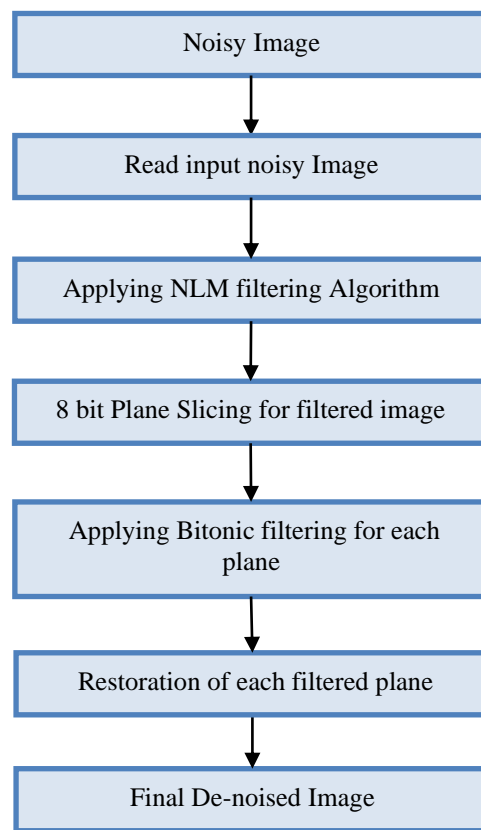 Noisy Image
Read input noisy Image
Applying NLM filtering Algorithm
8 bit Plane Slicing for filtered image
Applying Bitonic filtering for each
plane
Restoration of each filtered plane
Final De-noised Image